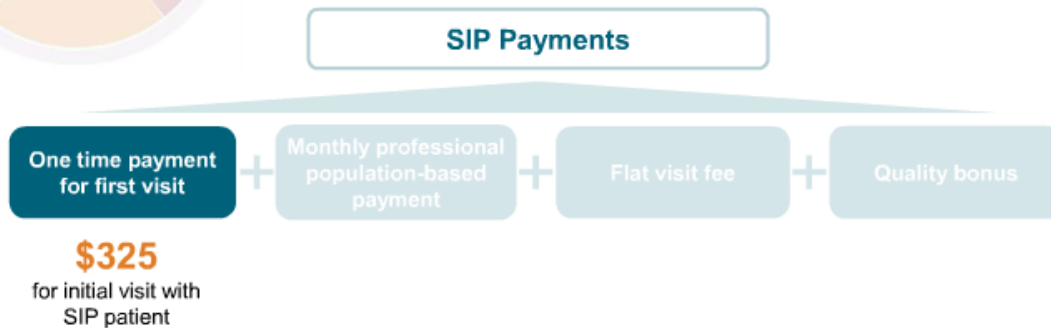 SIP Payments
One time payment
for first visit
+
Monthly professional
population-based
payment
+
Flat visit fee
+
Quality bonus
$325
for initial visit with
SIP patient